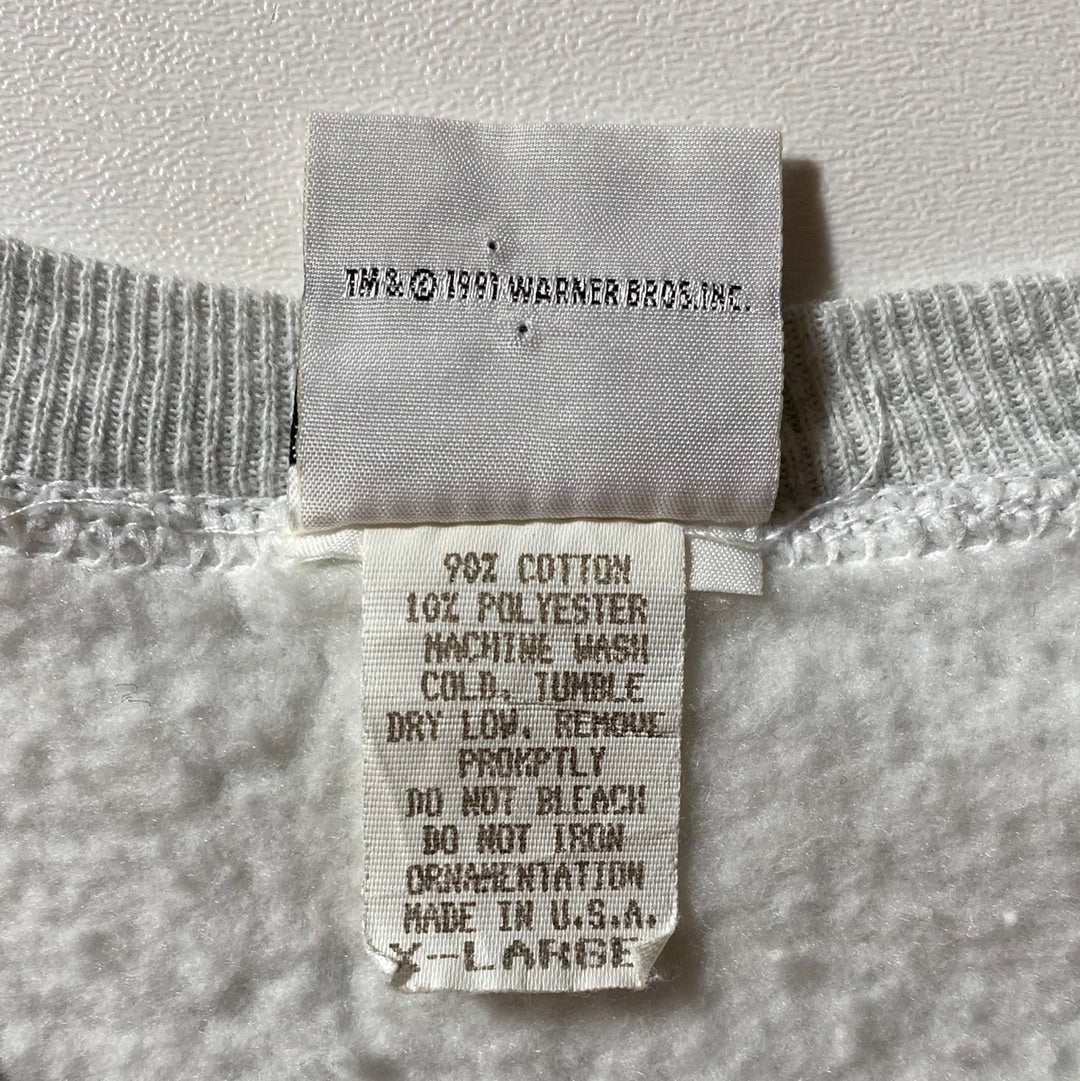 TM & © 1991 WARNER BROS.INC.
90% COTTON
10% POLYESTER
MACHINE WASH
COLD. TUMBLE
DRY LOW. REMOVE
PROMPTLY
DO NOT BLEACH
DO NOT IRON
ORNAMENTATION
MADE IN U.S.A.
X-LARGE